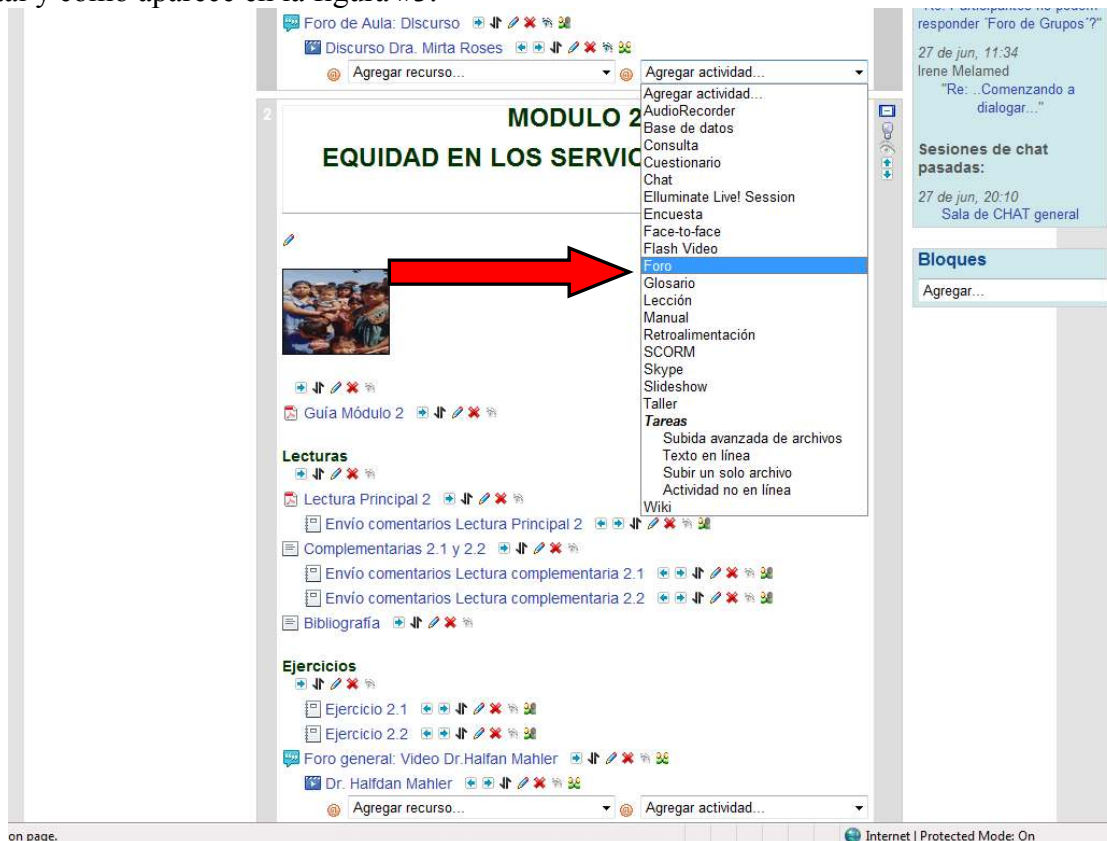 Foro de Aula: DIscurso
Discurso Dra. Mirta Roses
Agregar recurso...
Agregar actividad...
Agregar actividad...
AudioRecorder
Base de datos
Consulta
Cuestionario
Chat
Elluminate Live! Session
Encuesta
Face-to-face
Flash Video
Foro
Glosario
Lección
Manual
Retroalimentación
SCORM
Skype
Slideshow
Taller
Tareas
Subida avanzada de archivos
Texto en línea
Subir un solo archivo
Actividad no en línea
Wiki
2
MODULO 2
EQUIDAD EN LOS SERVIC
Guía Módulo 2
Lecturas
Lectura Principal 2
Envío comentarios Lectura Principal 2
Complementarias 2.1 y 2.2
Envío comentarios Lectura complementaria 2.1
Envío comentarios Lectura complementaria 2.2
Bibliografía
Ejercicios
Ejercicio 2.1
Ejercicio 2.2
Foro general: Video Dr.Halfan Mahler
Dr. Halfdan Mahler
Agregar recurso...
Agregar actividad...
responder ´Foro de Grupos´?"
27 de jun, 11:34
Irene Melamed
"Re: ..Comenzando a
dialogar..."
Sesiones de chat
pasadas:
27 de jun, 20:10
Sala de CHAT general
Bloques
Agregar...
on page.
Internet | Protected Mode: On